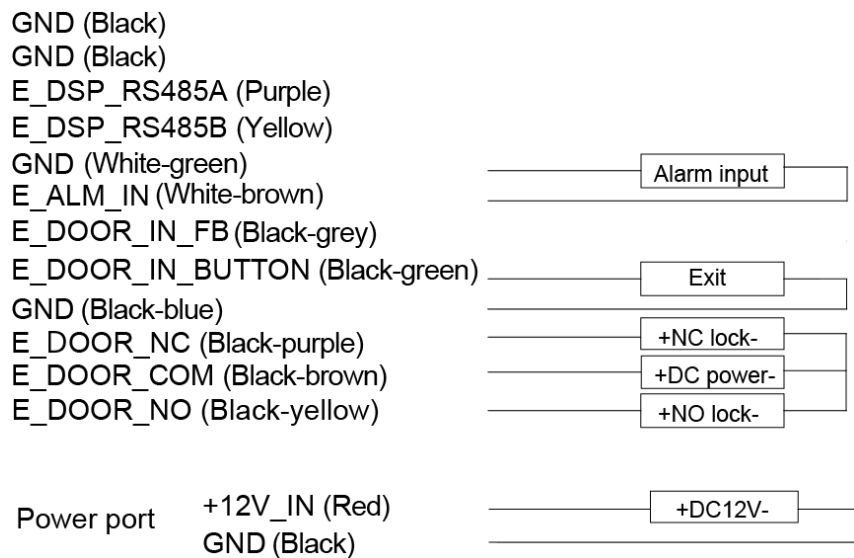 GND (Black)
GND (Black)
E_DSP_RS485A (Purple)
E_DSP_RS485B (Yellow)
GND (White-green)
Alarm input
E_ALM_IN (White-brown)
E_DOOR_IN_FB (Black-grey)
E_DOOR_IN_BUTTON (Black-green)
Exit
GND (Black-blue)
E_DOOR_NC (Black-purple)
+NC lock-
E_DOOR_COM (Black-brown)
+DC power-
E_DOOR_NO (Black-yellow)
+NO lock-
Power port
+12V_IN (Red)
+DC12V-
GND (Black)